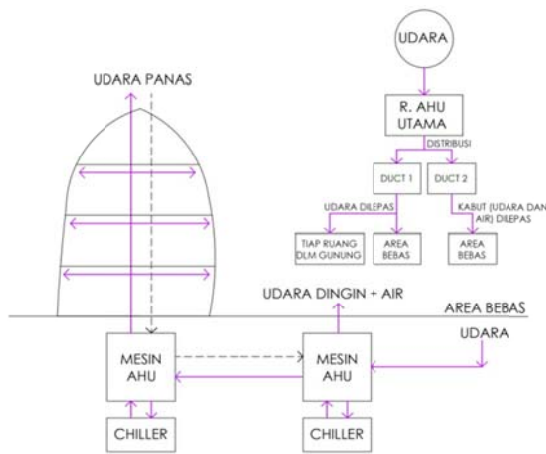 UDARA
UDARA PANAS
R. AHU
UTAMA
DISTRIBUSI
DUCT 1
DUCT 2
UDARA DILEPAS
KABUT (UDARA DAN
AIR) DILEPAS
TIAP RUANG
DLM GUNUNG
AREA
BEBAS
AREA
BEBAS
UDARA DINGIN + AIR
AREA BEBAS
UDARA
MESIN
AHU
MESIN
AHU
CHILLER
CHILLER